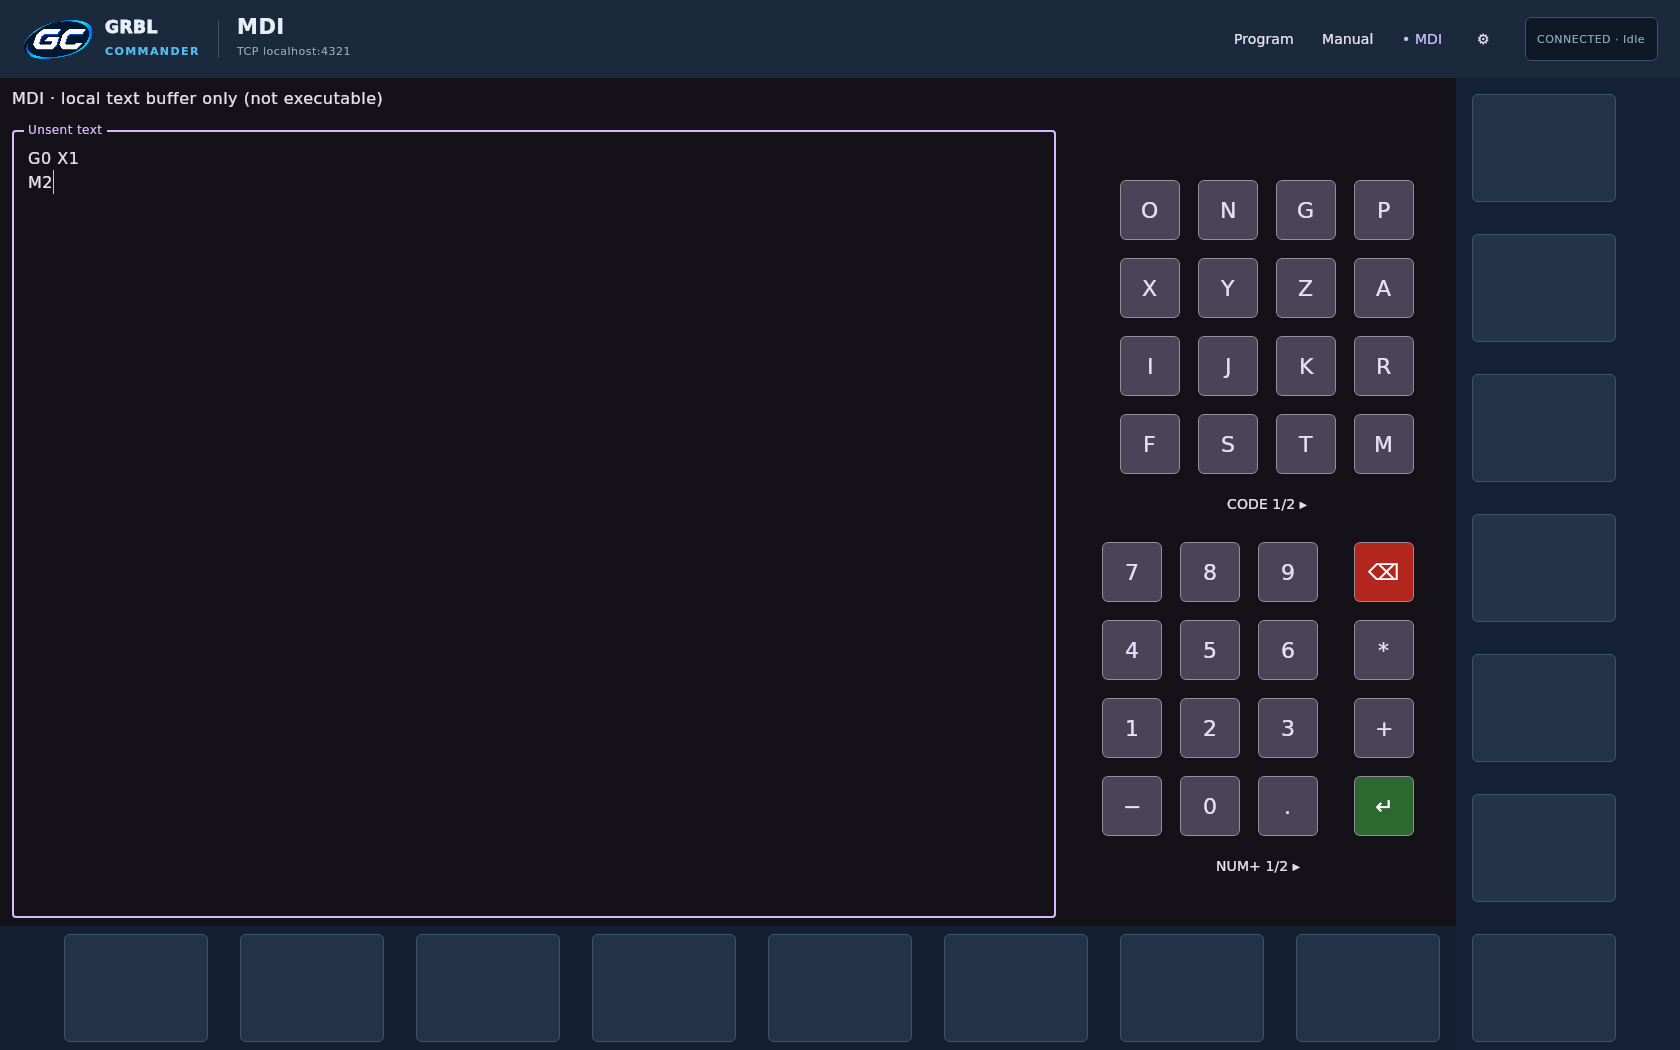 GC
GRBL
COMMANDER
MDI
TCP localhost:4321
Program
Manual
• MDI
⚙
CONNECTED · Idle
MDI · local text buffer only (not executable)
Unsent text
G0 X1
M2
O N G P
X Y Z A
I J K R
F S T M
CODE 1/2 ▸
7 8 9 ⌫
4 5 6 *
1 2 3 +
− 0 . ↵
NUM+ 1/2 ▸